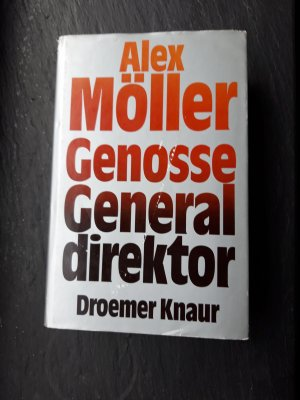 Alex
Möller
Genosse
General
direktor
Droemer Knaur